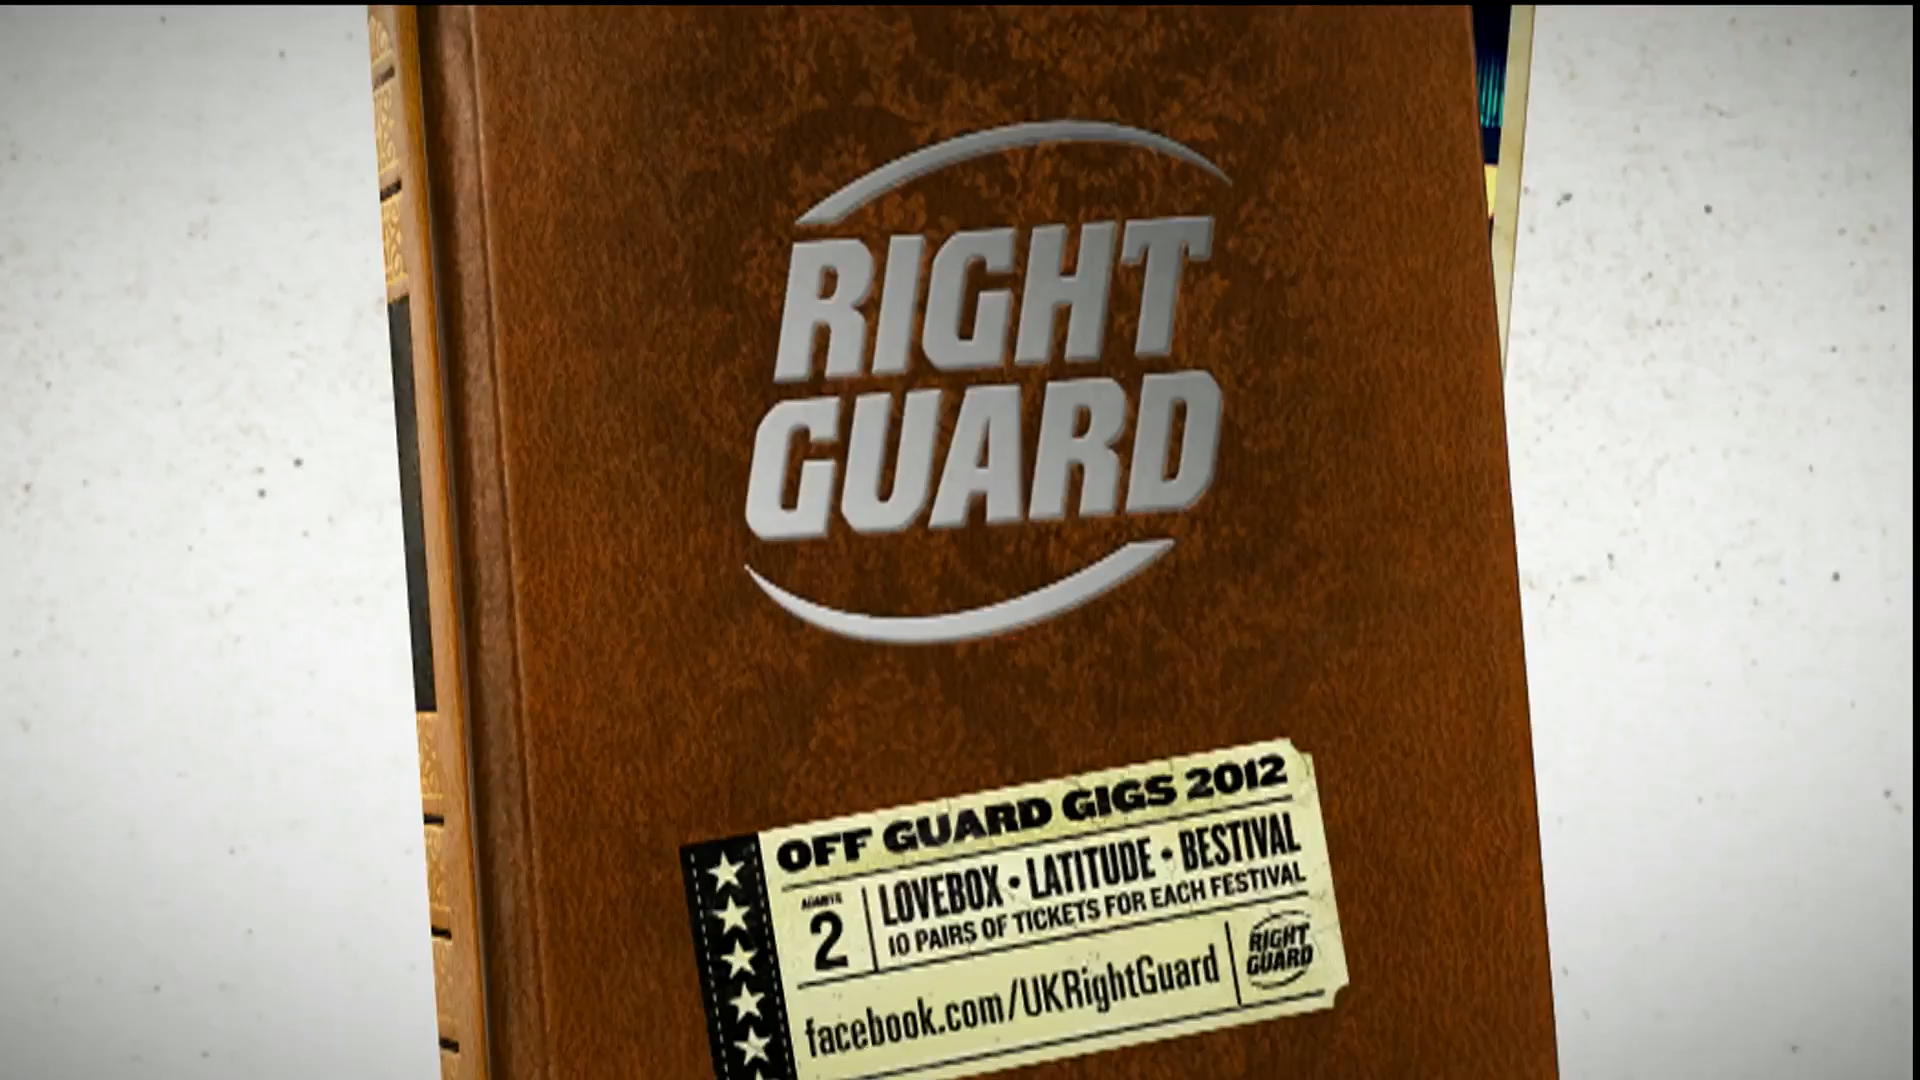 RIGHT
GUARD
OFF GUARD GIGS 2012
ADMITS
2
LOVEBOX • LATITUDE • BESTIVAL
10 PAIRS OF TICKETS FOR EACH FESTIVAL
facebook.com/UKRightGuard
RIGHT
GUARD